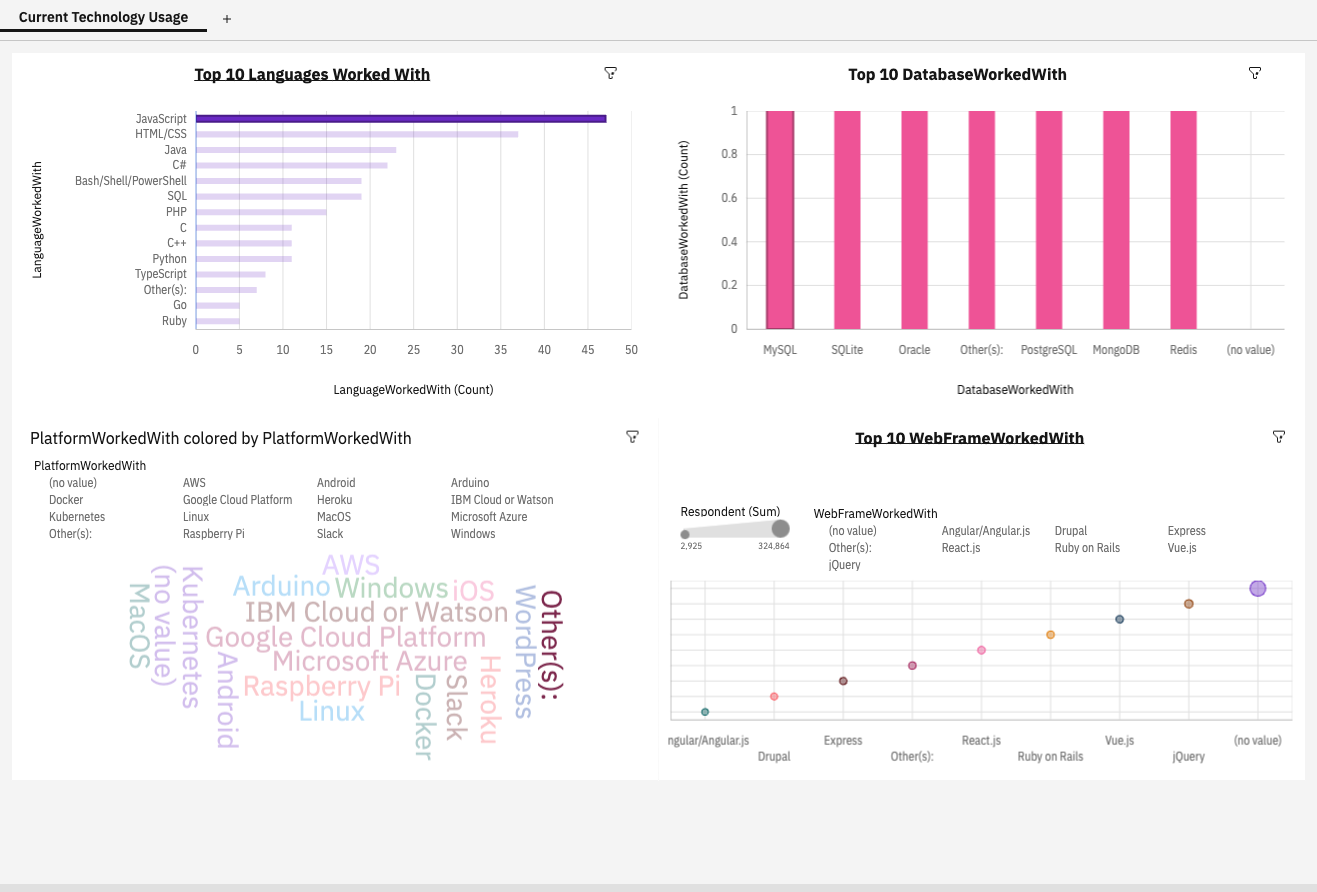 Current Technology Usage +
Top 10 Languages Worked With
LanguageWorkedWith
JavaScript
HTML/CSS
Java
C#
Bash/Shell/PowerShell
SQL
PHP
C
C++
Python
TypeScript
Other(s):
Go
Ruby
0 5 10 15 20 25 30 35 40 45 50
LanguageWorkedWith (Count)
Top 10 DatabaseWorkedWith
DatabaseWorkedWith (Count)
1
0.8
0.6
0.4
0.2
0
MySQL SQLite Oracle Other(s): PostgreSQL MongoDB Redis (no value)
DatabaseWorkedWith
PlatformWorkedWith colored by PlatformWorkedWith
PlatformWorkedWith
(no value) AWS Android Arduino
Docker Google Cloud Platform Heroku IBM Cloud or Watson
Kubernetes Linux MacOS Microsoft Azure
Other(s): Raspberry Pi Slack Windows
AWS
Arduino Windows iOS
IBM Cloud or Watson
Google Cloud Platform
Microsoft Azure
Raspberry Pi
Linux
MacOS
(no value)
Kubernetes
Android
Docker
Slack
Heroku
WordPress
Other(s):
Top 10 WebFrameWorkedWith
Respondent (Sum)
2,925 324,864
WebFrameWorkedWith
(no value) Angular/Angular.js Drupal Express
Other(s): React.js Ruby on Rails Vue.js
jQuery
ngular/Angular.js Express React.js Vue.js (no value)
Drupal Other(s): Ruby on Rails jQuery